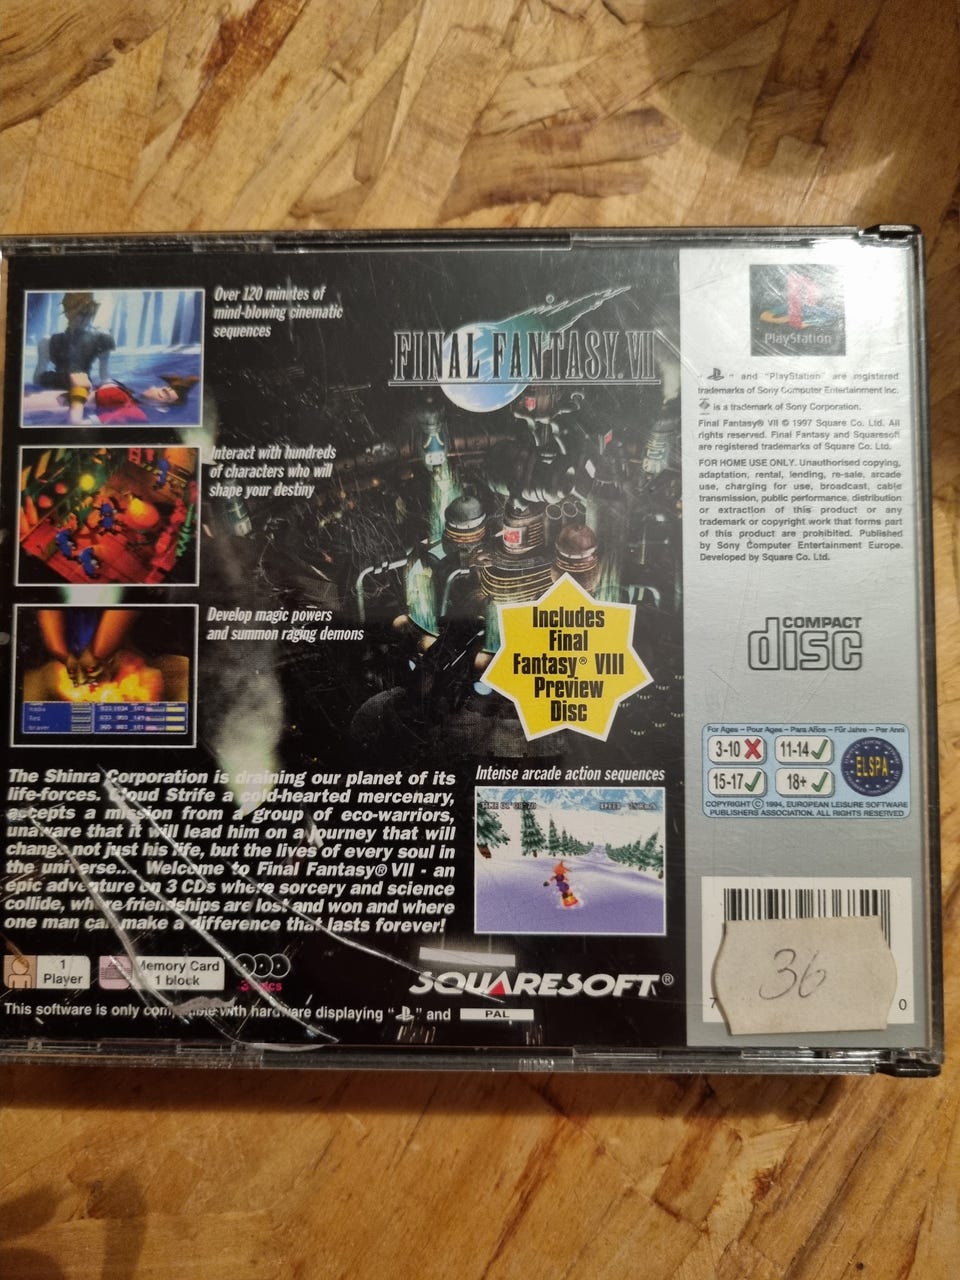 Over 120 minutes of
mind-blowing cinematic
sequences
FINAL FANTASY. VII
Interact with hundreds
of characters who will
shape your destiny
Develop magic powers
and summon raging demons
Includes
Final
Fantasy® VIII
Preview
Disc
The Shinra Corporation is draining our planet of its
life-forces. Cloud Strife a cold-hearted mercenary,
accepts a mission from a group of eco-warriors,
unaware that it will lead him on a journey that will
change not just his life, but the lives of every soul in
the universe.... Welcome to Final Fantasy® VII - an
epic adventure on 3 CDs where sorcery and science
collide, where friendships are lost and won and where
one man can make a difference that lasts forever!
Intense arcade action sequences
1
Player
Memory Card
1 block
SQUARESOFT®
This software is only compatible with hardware displaying " " and PAL
PlayStation
" " and "PlayStation" are registered
trademarks of Sony Computer Entertainment Inc.
is a trademark of Sony Corporation.
Final Fantasy® VII © 1997 Square Co. Ltd. All
rights reserved. Final Fantasy and Squaresoft
are registered trademarks of Square Co. Ltd.
FOR HOME USE ONLY. Unauthorised copying,
adaptation, rental, lending, re-sale, arcade
use, charging for use, broadcast, cable
transmission, public performance, distribution
or extraction of this product or any
trademark or copyright work that forms part
of this product are prohibited. Published
by Sony Computer Entertainment Europe.
Developed by Square Co. Ltd.
COMPACT
disc
For Ages – Pour Ages – Para Años – Für Jahre – Per Anni
3-10 11-14
15-17 18+
ELSPA
COPYRIGHT © 1994, EUROPEAN LEISURE SOFTWARE
PUBLISHERS ASSOCIATION. ALL RIGHTS RESERVED
36
7 0